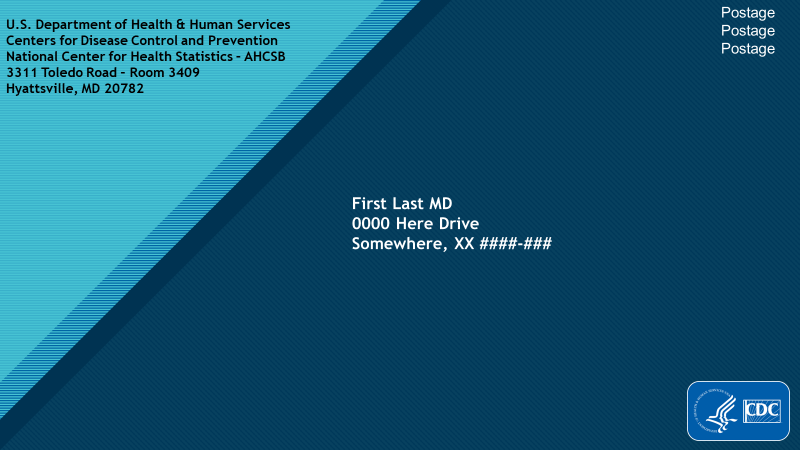 U.S. Department of Health & Human Services
Centers for Disease Control and Prevention
National Center for Health Statistics – AHCSB
3311 Toledo Road – Room 3409
Hyattsville, MD 20782
Postage
Postage
Postage
First Last MD
0000 Here Drive
Somewhere, XX ####-###
CDC